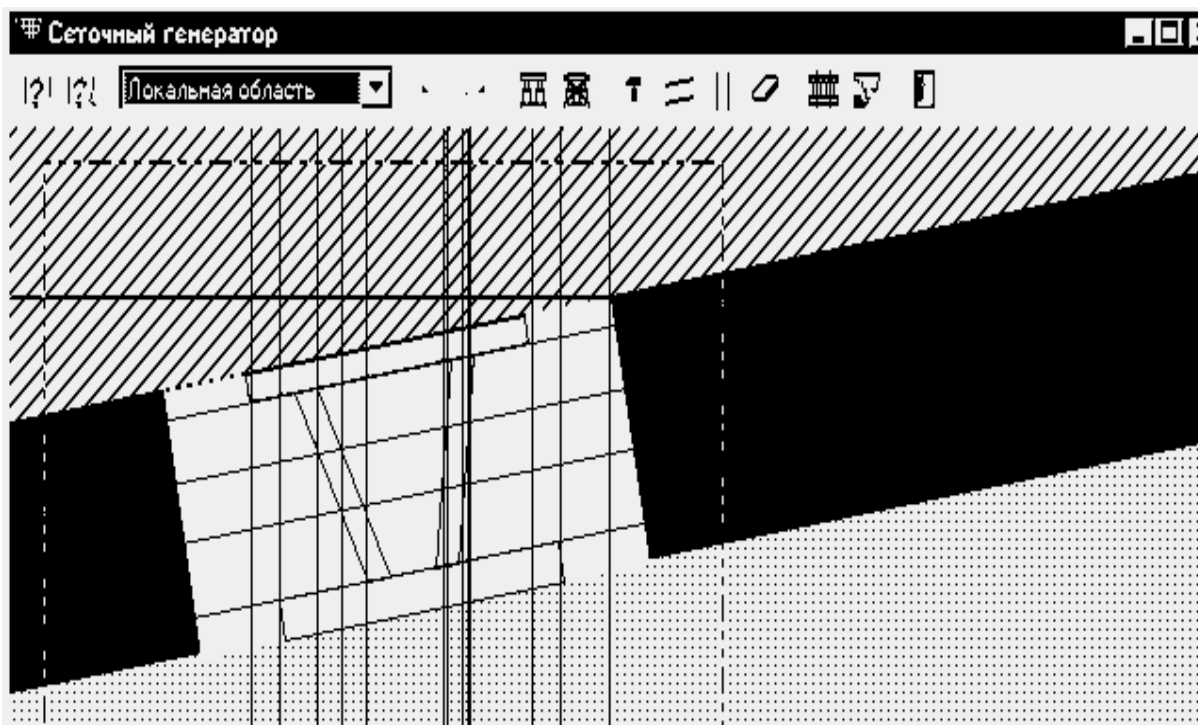 Сеточный генератор
Локальная область